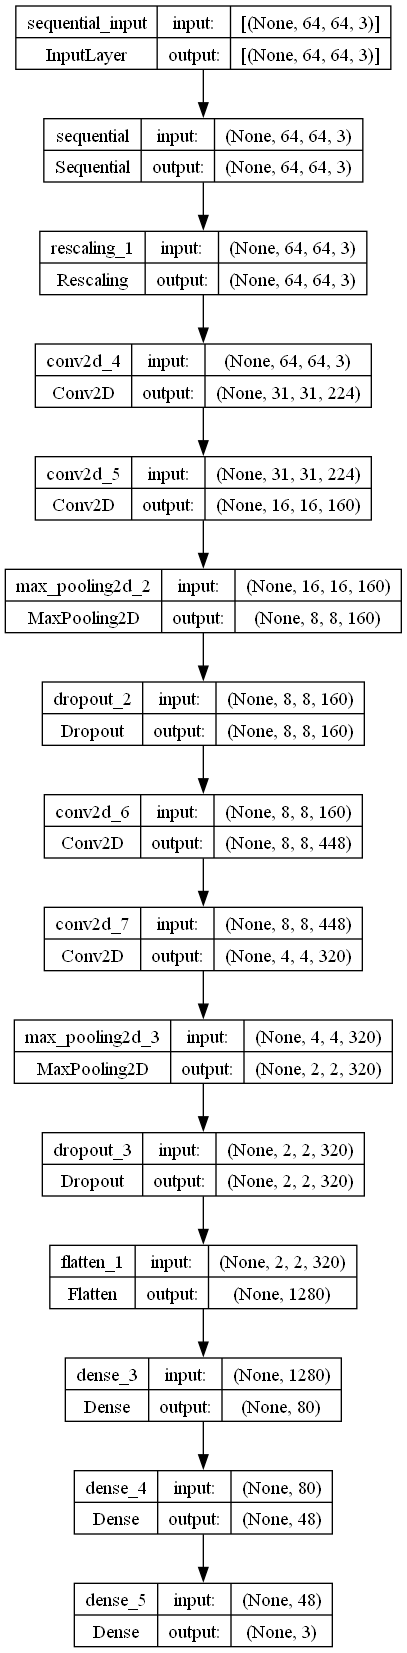 sequential_input input: [(None, 64, 64, 3)]
InputLayer output: [(None, 64, 64, 3)]
sequential input: (None, 64, 64, 3)
Sequential output: (None, 64, 64, 3)
rescaling_1 input: (None, 64, 64, 3)
Rescaling output: (None, 64, 64, 3)
conv2d_4 input: (None, 64, 64, 3)
Conv2D output: (None, 31, 31, 224)
conv2d_5 input: (None, 31, 31, 224)
Conv2D output: (None, 16, 16, 160)
max_pooling2d_2 input: (None, 16, 16, 160)
MaxPooling2D output: (None, 8, 8, 160)
dropout_2 input: (None, 8, 8, 160)
Dropout output: (None, 8, 8, 160)
conv2d_6 input: (None, 8, 8, 160)
Conv2D output: (None, 8, 8, 448)
conv2d_7 input: (None, 8, 8, 448)
Conv2D output: (None, 4, 4, 320)
max_pooling2d_3 input: (None, 4, 4, 320)
MaxPooling2D output: (None, 2, 2, 320)
dropout_3 input: (None, 2, 2, 320)
Dropout output: (None, 2, 2, 320)
flatten_1 input: (None, 2, 2, 320)
Flatten output: (None, 1280)
dense_3 input: (None, 1280)
Dense output: (None, 80)
dense_4 input: (None, 80)
Dense output: (None, 48)
dense_5 input: (None, 48)
Dense output: (None, 3)